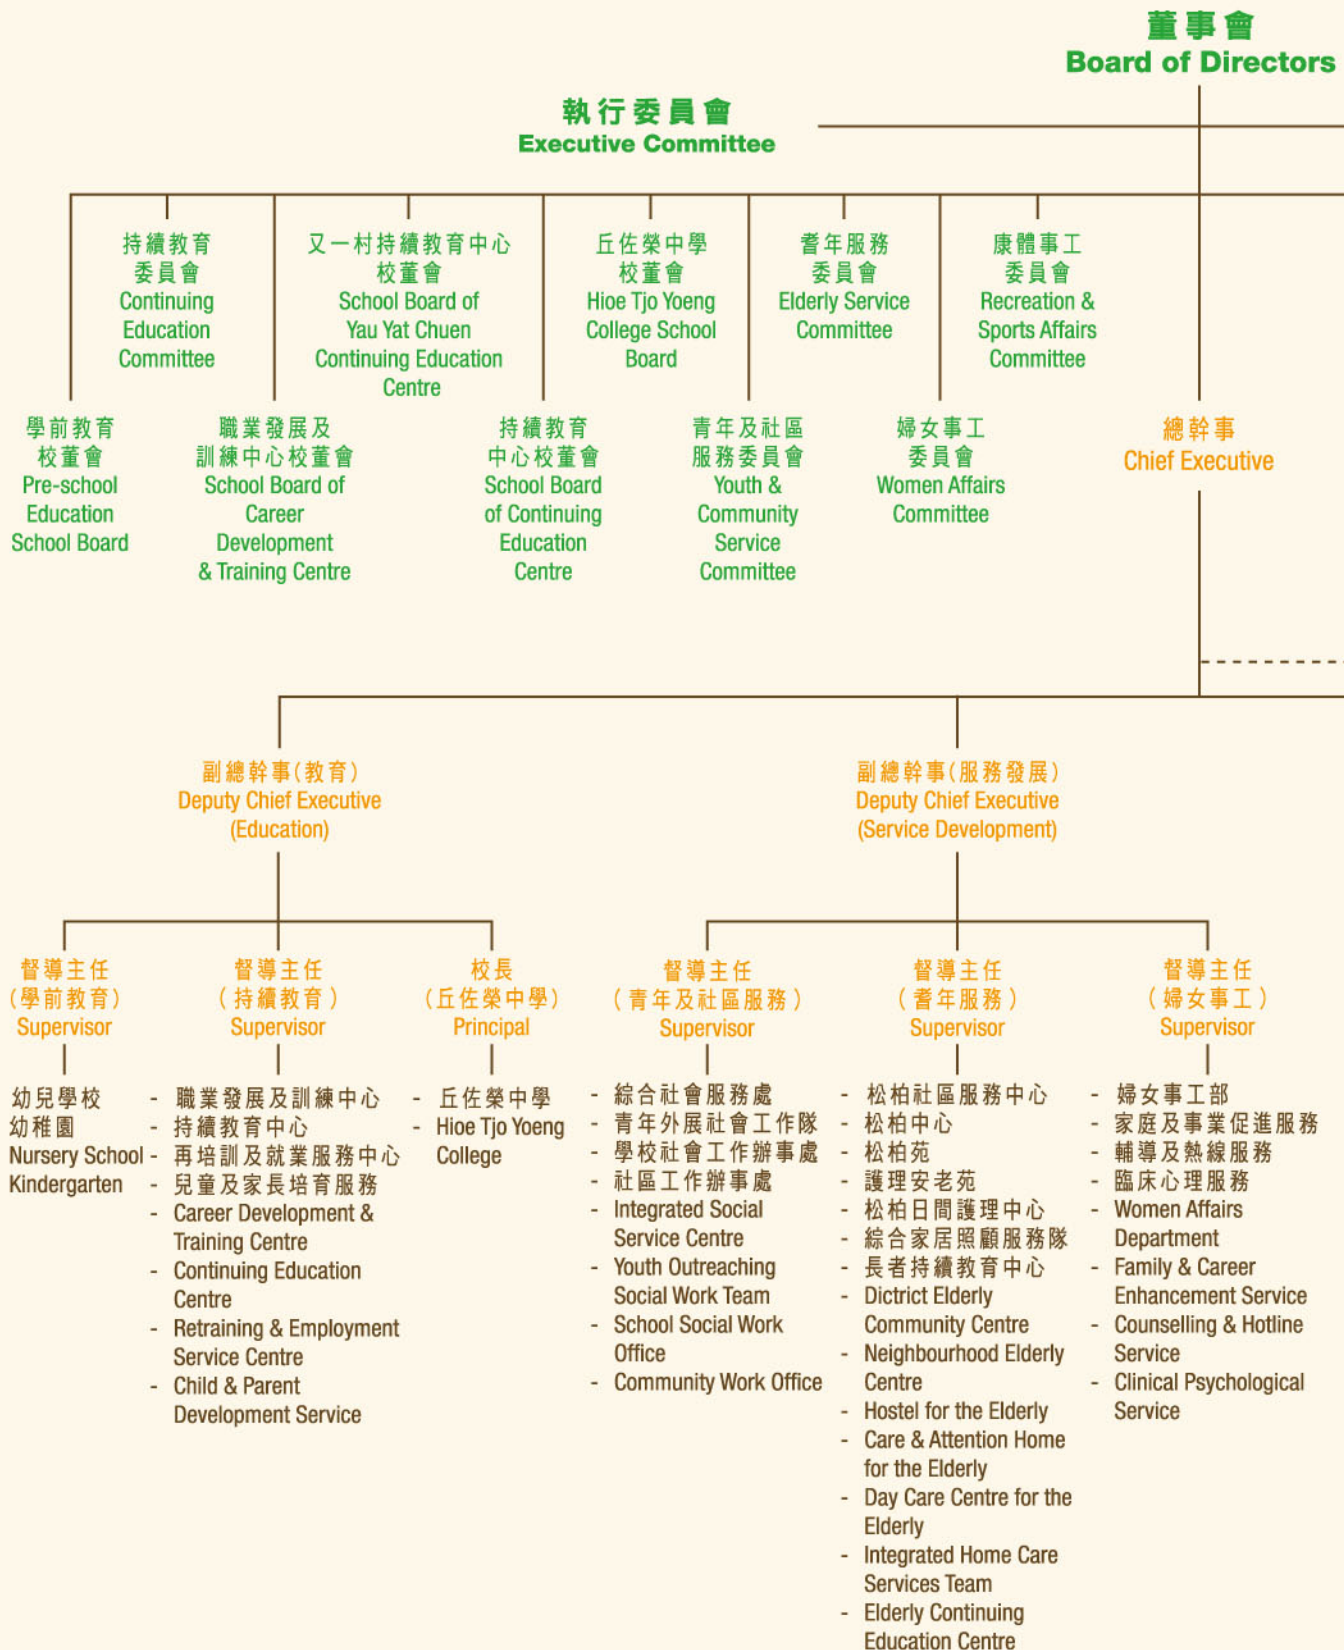 董事會
Board of Directors
執行委員會
Executive Committee
持續教育
委員會
Continuing
Education
Committee
又一村持續教育中心
校董會
School Board of
Yau Yat Chuen
Continuing Education
Centre
丘佐榮中學
校董會
Hioe Tjo Yoeng
College School
Board
耆年服務
委員會
Elderly Service
Committee
康體事工
委員會
Recreation &
Sports Affairs
Committee
學前教育
校董會
Pre-school
Education
School Board
職業發展及
訓練中心校董會
School Board of
Career
Development
& Training Centre
持續教育
中心校董會
School Board
of Continuing
Education
Centre
青年及社區
服務委員會
Youth &
Community
Service
Committee
婦女事工
委員會
Women Affairs
Committee
總幹事
Chief Executive
副總幹事(教育)
Deputy Chief Executive
(Education)
副總幹事(服務發展)
Deputy Chief Executive
(Service Development)
督導主任
(學前教育)
Supervisor
督導主任
(持續教育)
Supervisor
校長
(丘佐榮中學)
Principal
督導主任
(青年及社區服務)
Supervisor
督導主任
(耆年服務)
Supervisor
督導主任
(婦女事工)
Supervisor
幼兒學校
幼稚園
Nursery School
Kindergarten
- 職業發展及訓練中心
- 持續教育中心
- 再培訓及就業服務中心
- 兒童及家長培育服務
- Career Development &
Training Centre
- Continuing Education
Centre
- Retraining & Employment
Service Centre
- Child & Parent
Development Service
- 丘佐榮中學
- Hioe Tjo Yoeng
College
- 綜合社會服務處
- 青年外展社會工作隊
- 學校社會工作辦事處
- 社區工作辦事處
- Integrated Social
Service Centre
- Youth Outreaching
Social Work Team
- School Social Work
Office
- Community Work Office
- 松柏社區服務中心
- 松柏中心
- 松柏苑
- 護理安老苑
- 松柏日間護理中心
- 綜合家居照顧服務隊
- 長者持續教育中心
- Dictrict Elderly
Community Centre
- Neighbourhood Elderly
Centre
- Hostel for the Elderly
- Care & Attention Home
for the Elderly
- Day Care Centre for the
Elderly
- Integrated Home Care
Services Team
- Elderly Continuing
Education Centre
- 婦女事工部
- 家庭及事業促進服務
- 輔導及熱線服務
- 臨床心理服務
- Women Affairs
Department
- Family & Career
Enhancement Service
- Counselling & Hotline
Service
- Clinical Psychological
Service